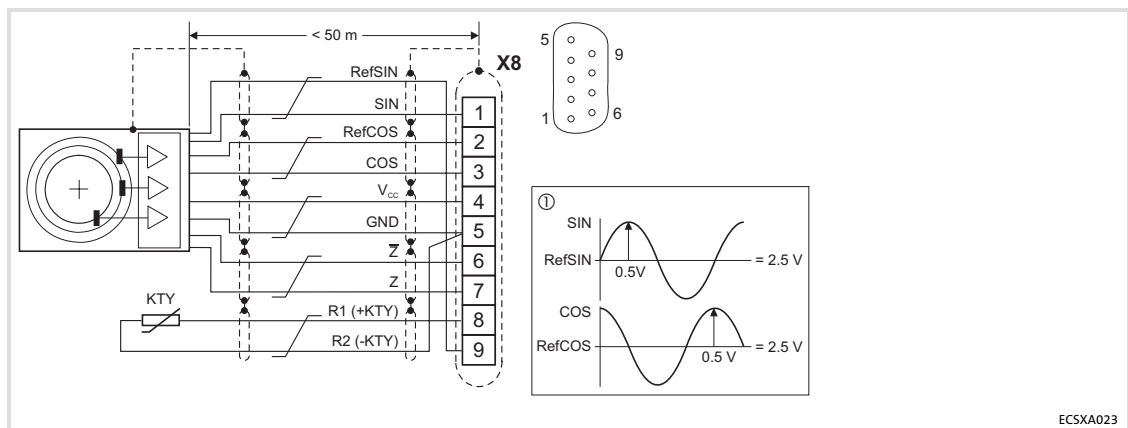 < 50 m
X8
RefSIN
SIN
RefCOS
COS
Vcc
GND
Z̅
Z
KTY
R1 (+KTY)
R2 (-KTY)
1
2
3
4
5
6
7
8
9
5
9
1
6
①
SIN
RefSIN
0.5V
= 2.5 V
COS
RefCOS
0.5 V
= 2.5 V
ECSXA023